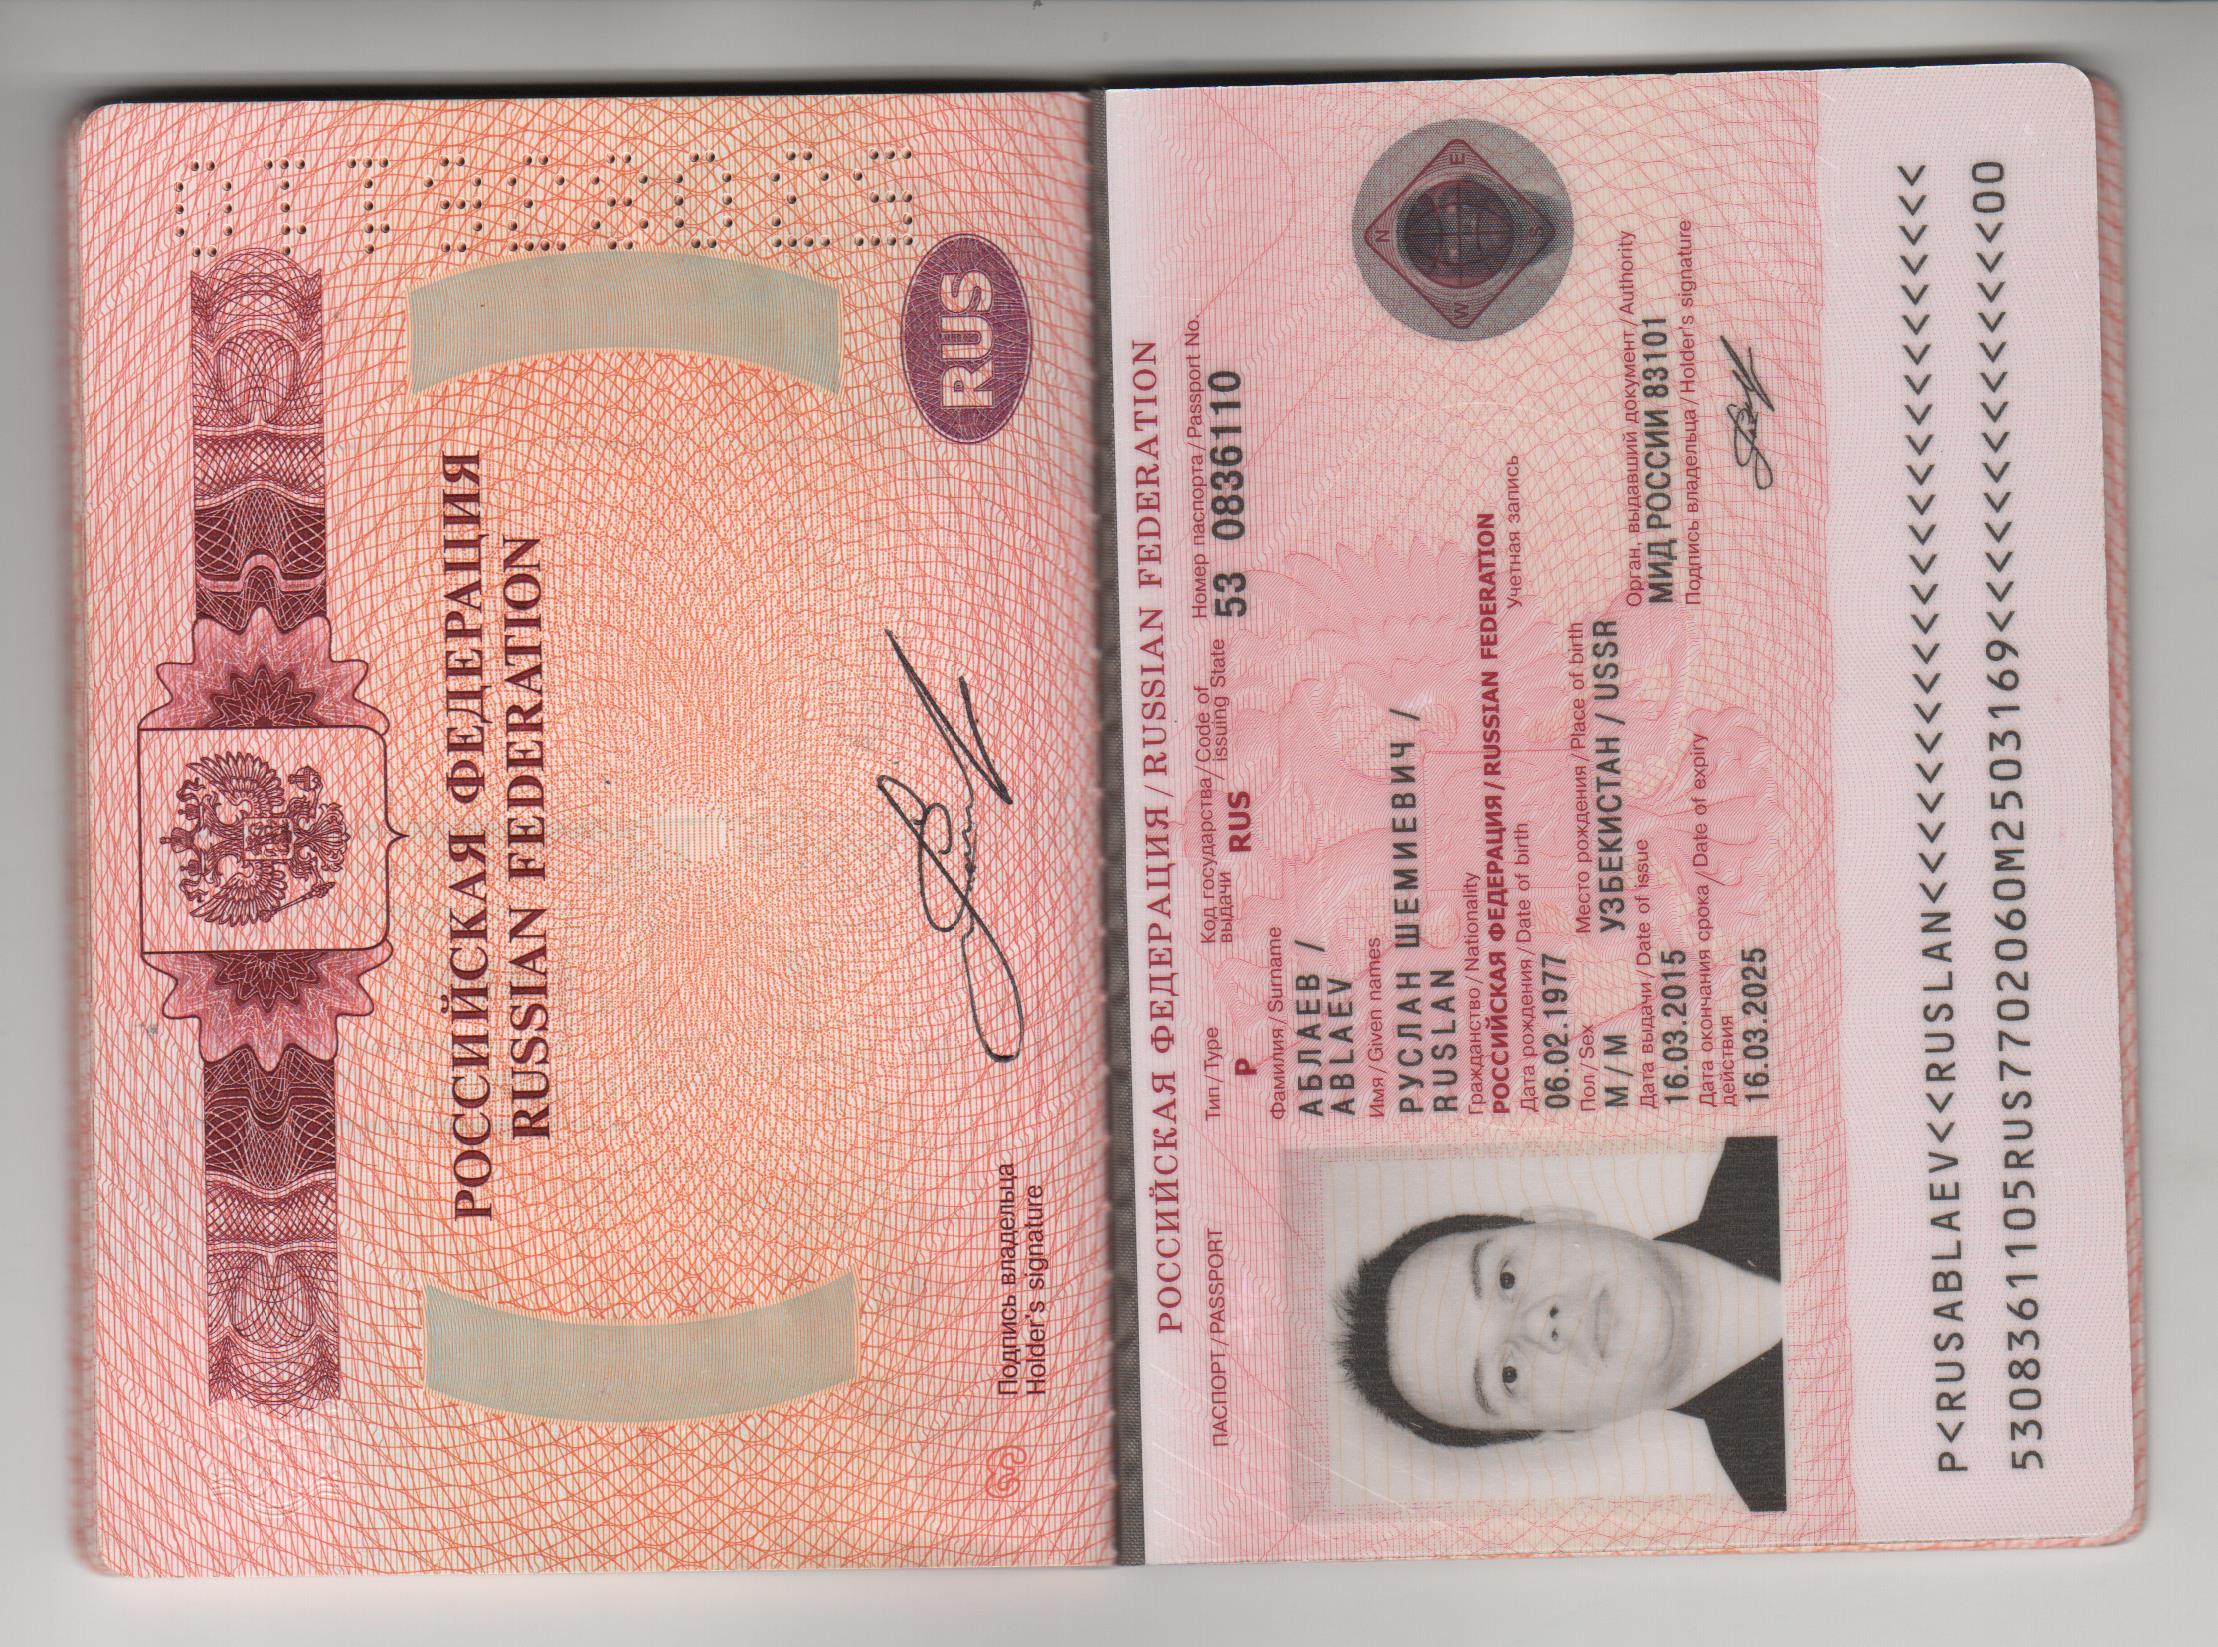 РОССИЙСКАЯ ФЕДЕРАЦИЯ
RUSSIAN FEDERATION
53 0836110
RUS
Подпись владельца
Holder's signature
РОССИЙСКАЯ ФЕДЕРАЦИЯ / RUSSIAN FEDERATION
ПАСПОРТ / PASSPORT
Тип / Type
P
Код государства / Code of
выдачи issuing State
RUS
Номер паспорта / Passport No.
53 0836110
Фамилия / Surname
АБЛАЕВ /
ABLAEV
Имя / Given names
РУСЛАН ШЕМИЕВИЧ /
RUSLAN
Гражданство / Nationality
РОССИЙСКАЯ ФЕДЕРАЦИЯ / RUSSIAN FEDERATION
Дата рождения / Date of birth
06.02.1977
Учетная запись
Пол / Sex
М / M
Место рождения / Place of birth
УЗБЕКИСТАН / USSR
Дата выдачи / Date of issue
16.03.2015
Орган, выдавший документ / Authority
МИД РОССИИ 83101
Дата окончания срока / Date of expiry
действия
16.03.2025
Подпись владельца / Holder's signature
N
W
E
S
P<RUSABLAEV<<RUSLAN<<<<<<<<<<<<<<<<<<<<<<<<<
5308361105RUS7702060M2503169<<<<<<<<<<<<<<00